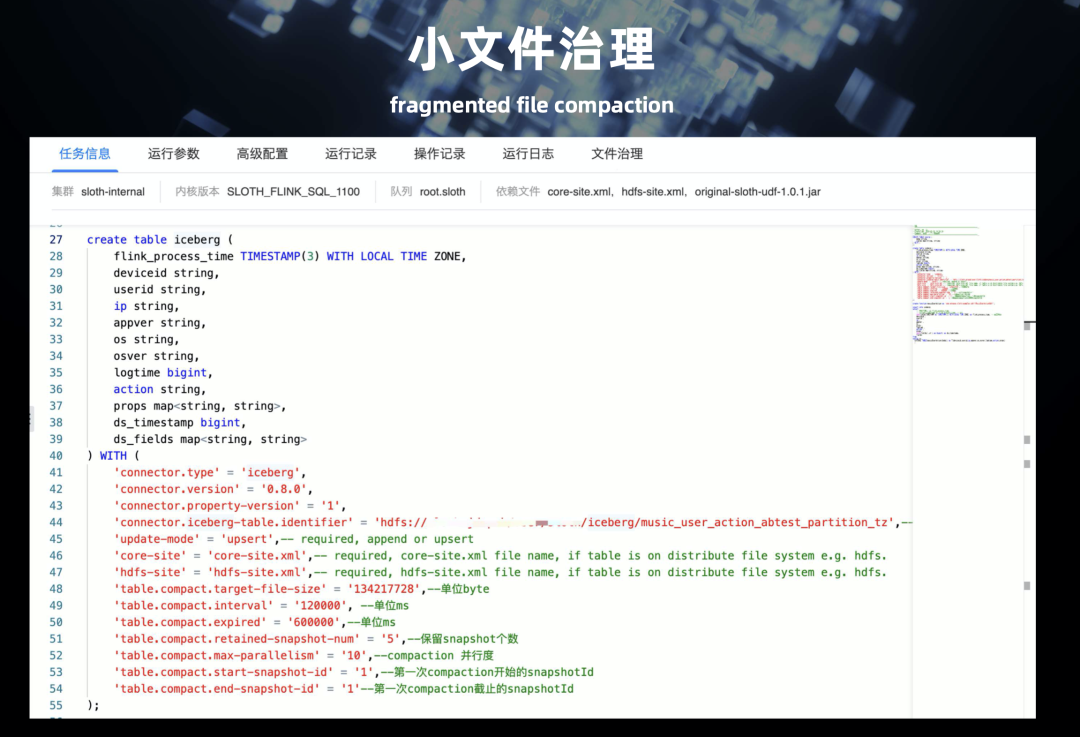 小文件治理
fragmented file compaction
任务信息 运行参数 高级配置 运行记录 操作记录 运行日志 文件治理
集群 sloth-internal 内核版本 SLOTH_FLINK_SQL_1100 队列 root.sloth 依赖文件 core-site.xml, hdfs-site.xml, original-sloth-udf-1.0.1.jar
27 create table iceberg (
28 flink_process_time TIMESTAMP(3) WITH LOCAL TIME ZONE,
29 deviceid string,
30 userid string,
31 ip string,
32 appver string,
33 os string,
34 osver string,
35 logtime bigint,
36 action string,
37 props map<string, string>,
38 ds_timestamp bigint,
39 ds_fields map<string, string>
40 ) WITH (
41 'connector.type' = 'iceberg',
42 'connector.version' = '0.8.0',
43 'connector.property-version' = '1',
44 'connector.iceberg-table.identifier' = 'hdfs:// /iceberg/music_user_action_abtest_partition_tz',--
45 'update-mode' = 'upsert',-- required, append or upsert
46 'core-site' = 'core-site.xml',-- required, core-site.xml file name, if table is on distribute file system e.g. hdfs.
47 'hdfs-site' = 'hdfs-site.xml',-- required, hdfs-site.xml file name, if table is on distribute file system e.g. hdfs.
48 'table.compact.target-file-size' = '134217728',--单位byte
49 'table.compact.interval' = '120000', --单位ms
50 'table.compact.expired' = '600000',--单位ms
51 'table.compact.retained-snapshot-num' = '5',--保留snapshot个数
52 'table.compact.max-parallelism' = '10',--compaction 并行度
53 'table.compact.start-snapshot-id' = '1',--第一次compaction开始的snapshotId
54 'table.compact.end-snapshot-id' = '1'--第一次compaction截止的snapshotId
55 );